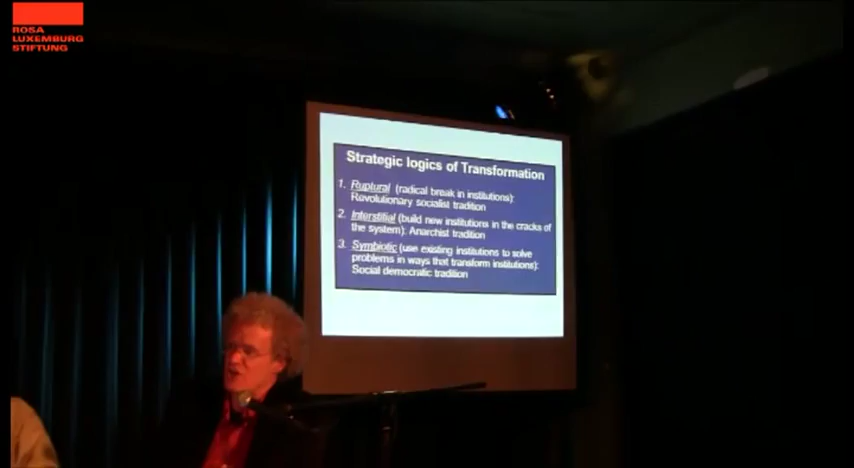 ROSA
LUXEMBURG
STIFTUNG
Strategic logics of Transformation
1. Ruptural (radical break in institutions):
Revolutionary socialist tradition
2. Interstitial (build new institutions in the cracks of
the system): Anarchist tradition
3. Symbiotic (use existing institutions to solve
problems in ways that transform institutions):
Social democratic tradition